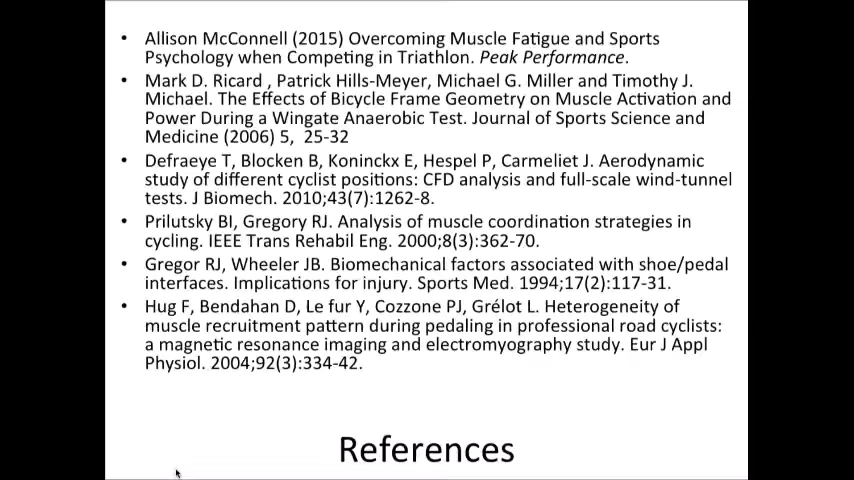 • Allison McConnell (2015) Overcoming Muscle Fatigue and Sports
Psychology when Competing in Triathlon. Peak Performance.
• Mark D. Ricard , Patrick Hills-Meyer, Michael G. Miller and Timothy J.
Michael. The Effects of Bicycle Frame Geometry on Muscle Activation and
Power During a Wingate Anaerobic Test. Journal of Sports Science and
Medicine (2006) 5, 25-32
• Defraeye T, Blocken B, Koninckx E, Hespel P, Carmeliet J. Aerodynamic
study of different cyclist positions: CFD analysis and full-scale wind-tunnel
tests. J Biomech. 2010;43(7):1262-8.
• Prilutsky BI, Gregory RJ. Analysis of muscle coordination strategies in
cycling. IEEE Trans Rehabil Eng. 2000;8(3):362-70.
• Gregor RJ, Wheeler JB. Biomechanical factors associated with shoe/pedal
interfaces. Implications for injury. Sports Med. 1994;17(2):117-31.
• Hug F, Bendahan D, Le fur Y, Cozzone PJ, Grélot L. Heterogeneity of
muscle recruitment pattern during pedaling in professional road cyclists:
a magnetic resonance imaging and electromyography study. Eur J Appl
Physiol. 2004;92(3):334-42.
References